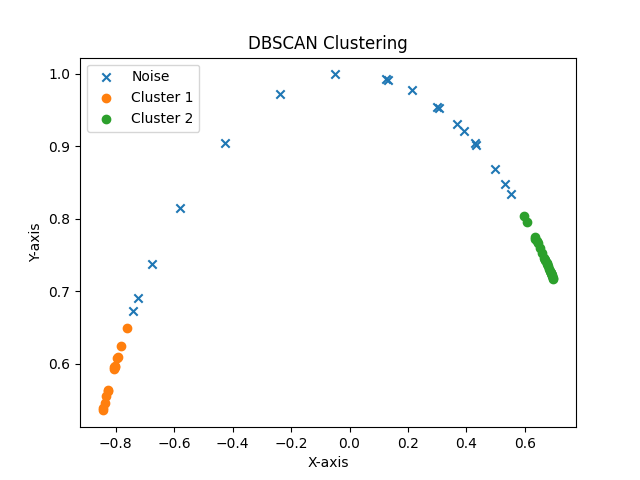 DBSCAN Clustering
Noise
Cluster 1
Cluster 2
1.0
0.9
0.8
0.7
0.6
Y-axis
−0.8 −0.6 −0.4 −0.2 0.0 0.2 0.4 0.6
X-axis